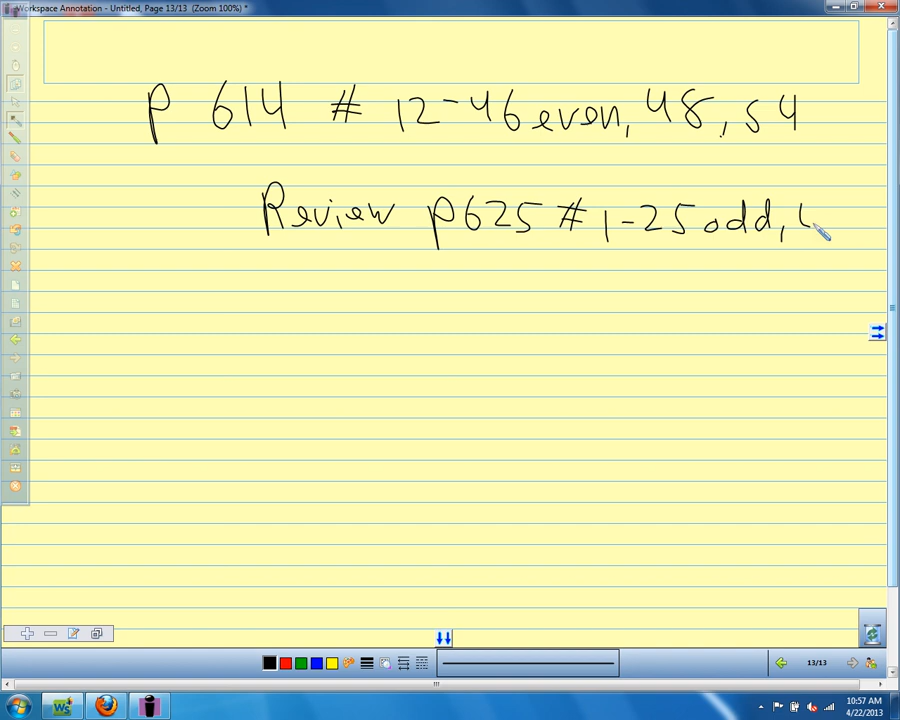 Workspace Annotation - Untitled, Page 13/13 (Zoom 100%) *
p 614 # 12-46 even, 48, 54
Review p625 # 1-25 odd,
13/13
10:57 AM
4/22/2013